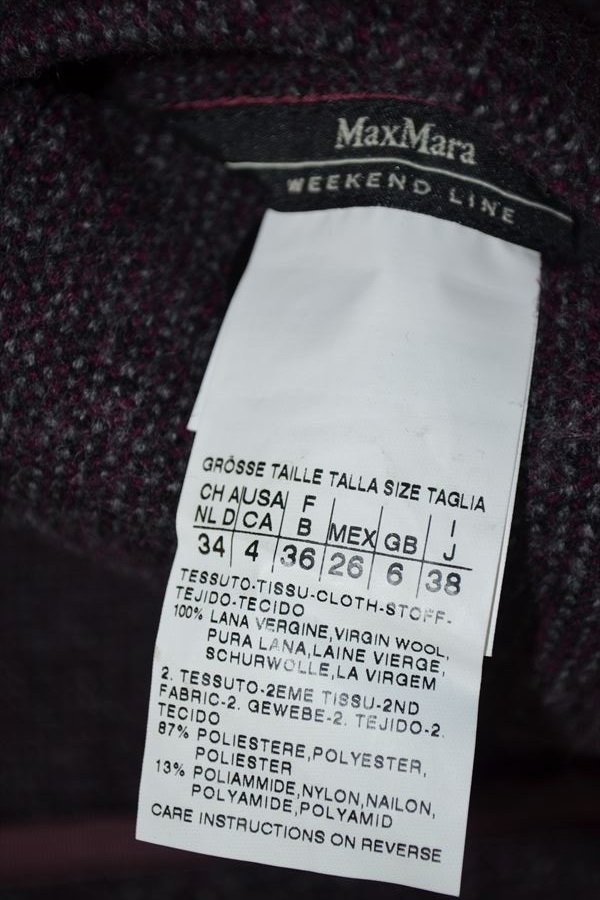 MaxMara
WEEKEND LINE
GRÖSSE TAILLE TALLA SIZE TAGLIA
CH A USA F I
NL D CA B MEX GB J
34 4 36 26 6 38
TESSUTO-TISSU-CLOTH-STOFF-
TEJIDO-TECIDO
100% LANA VERGINE,VIRGIN WOOL,
PURA LANA,LAINE VIERGE,
SCHURWOLLE,LA VIRGEM
2. TESSUTO-2EME TISSU-2ND
FABRIC-2. GEWEBE-2. TEJIDO-2.
TECIDO
87% POLIESTERE,POLYESTER,
POLIESTER
13% POLIAMMIDE,NYLON,NAILON,
POLYAMIDE,POLYAMID
CARE INSTRUCTIONS ON REVERSE